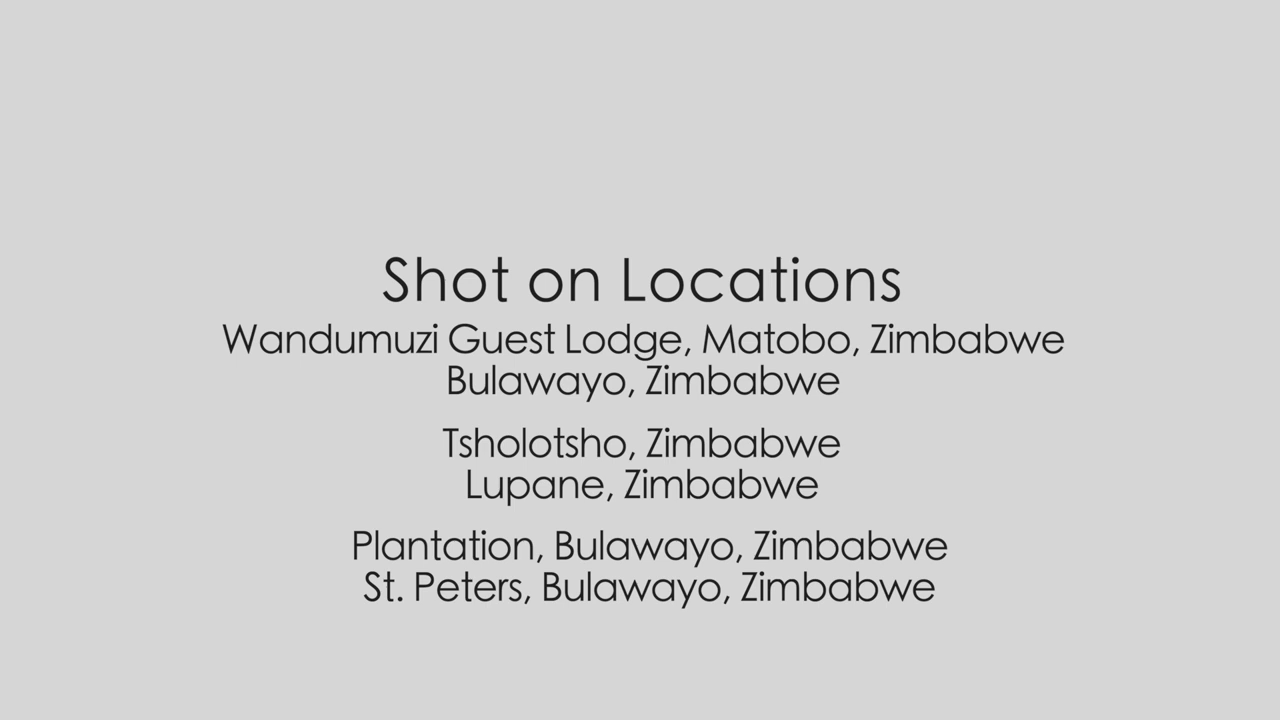 Shot on Locations
Wandumuzi Guest Lodge, Matobo, Zimbabwe
Bulawayo, Zimbabwe
Tsholotsho, Zimbabwe
Lupane, Zimbabwe
Plantation, Bulawayo, Zimbabwe
St. Peters, Bulawayo, Zimbabwe